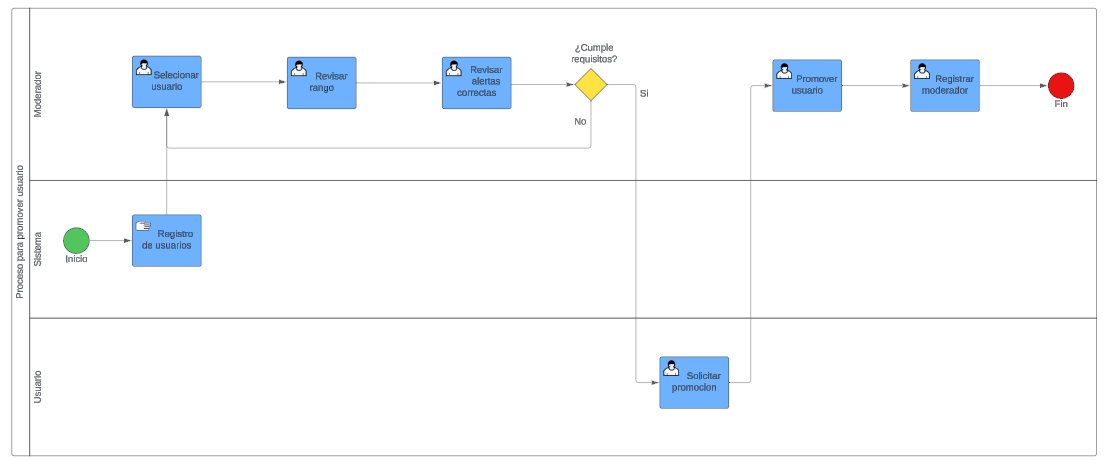 Proceso para promover usuario
Moderador
Selecionar
usuario
Revisar
rango
Revisar
alertas
correctas
¿Cumple
requisitos?
Si
No
Promover
usuario
Registrar
moderador
Fin
Sistema
Inicio
Registro
de usuarios
Usuario
Solicitar
promocion